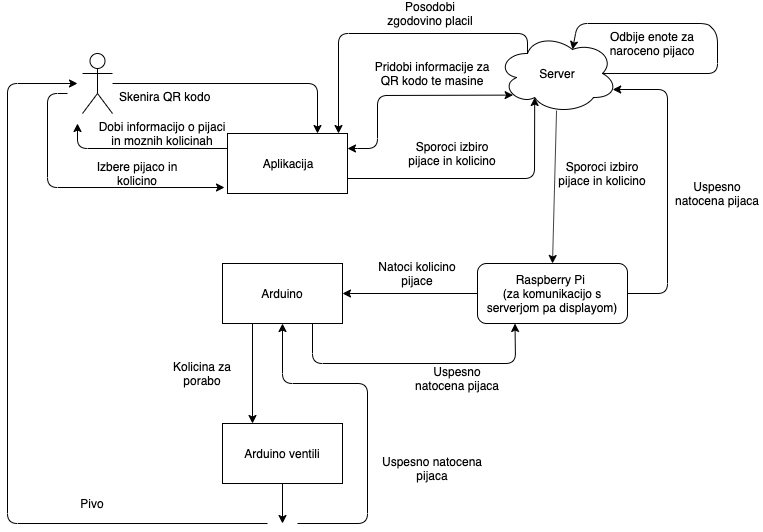 Posodobi
zgodovino placil
Odbije enote za
naroceno pijaco
Pridobi informacije za
QR kodo te masine
Server
Skenira QR kodo
Dobi informacijo o pijaci
in moznih kolicinah
Aplikacija
Sporoci izbiro
pijace in kolicino
Izbere pijaco in
kolicino
Sporoci izbiro
pijace in kolicino
Uspesno
natocena pijaca
Natoci kolicino
pijace
Arduino
Raspberry Pi
(za komunikacijo s
serverjom pa displayom)
Kolicina za
porabo
Uspesno
natocena pijaca
Arduino ventili
Uspesno natocena
pijaca
Pivo